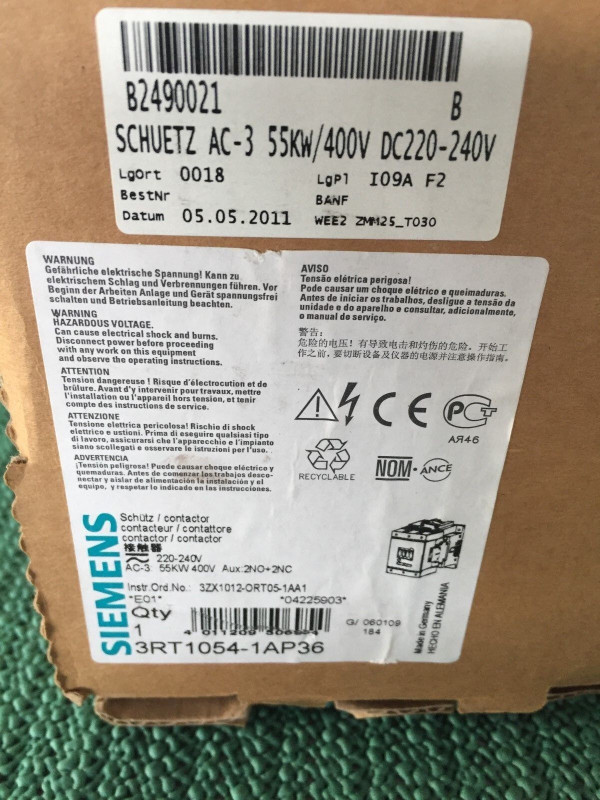 B2490021 B
SCHUETZ AC-3 55KW/400V DC220-240V
LgOrt 0018 LgPl I09A F2
BestNr BANF
Datum 05.05.2011 WEE2 ZMM25_T030
WARNUNG
Gefährliche elektrische Spannung! Kann zu
elektrischem Schlag und Verbrennungen führen. Vor
Beginn der Arbeiten Anlage und Gerät spannungsfrei
schalten und Betriebsanleitung beachten.
WARNING
HAZARDOUS VOLTAGE.
Can cause electrical shock and burns.
Disconnect power before proceeding
with any work on this equipment
and observe the operating instructions.
ATTENTION
Tension dangereuse ! Risque d'électrocution et de
brûlure. Avant d'y intervenir pour travaux, mettre
l'installation ou l'appareil hors tension, et tenir
compte des instructions de service.
ATTENZIONE
Tensione elettrica pericolosa! Rischio di shock
elettrico e ustioni. Prima di eseguire qualsiasi tipo
di lavoro, assicurarsi che l'apparecchio e l'impianto
siano scollegati e osservare le istruzioni per l'uso.
ADVERTENCIA
¡Tensión peligrosa! Puede causar choque eléctrico y
quemaduras. Antes de comenzar los trabajos desco-
nectar y aislar de alimentación la instalación y el
equipo, y respetar lo indicado en las instrucciones.
AVISO
Tensão elétrica perigosa!
Pode causar um choque elétrico e queimaduras.
Antes de iniciar os trabalhos, desligue a tensão da
unidade e do aparelho e consultar, adicionalmente,
o manual do serviço.
警告:
危险的电压! 有导致电击和灼伤的危险。开始工
作之前, 要切断设备及仪器的电源并注意操作指南。
CE
PCT
АЯ46
RECYCLABLE
NOM-ANCE
SIEMENS
Schütz / contactor
contacteur / contattore
contactor / contator
接触器
220-240V
AC-3 55KW 400V Aux:2NO+2NC
Instr.Ord.No.: 3ZX1012-0RT05-1AA1
*E01* *04225903*
Qty
1
G/ 060109
184
3RT1054-1AP36
Made in Germany
HECHO EN ALEMANIA